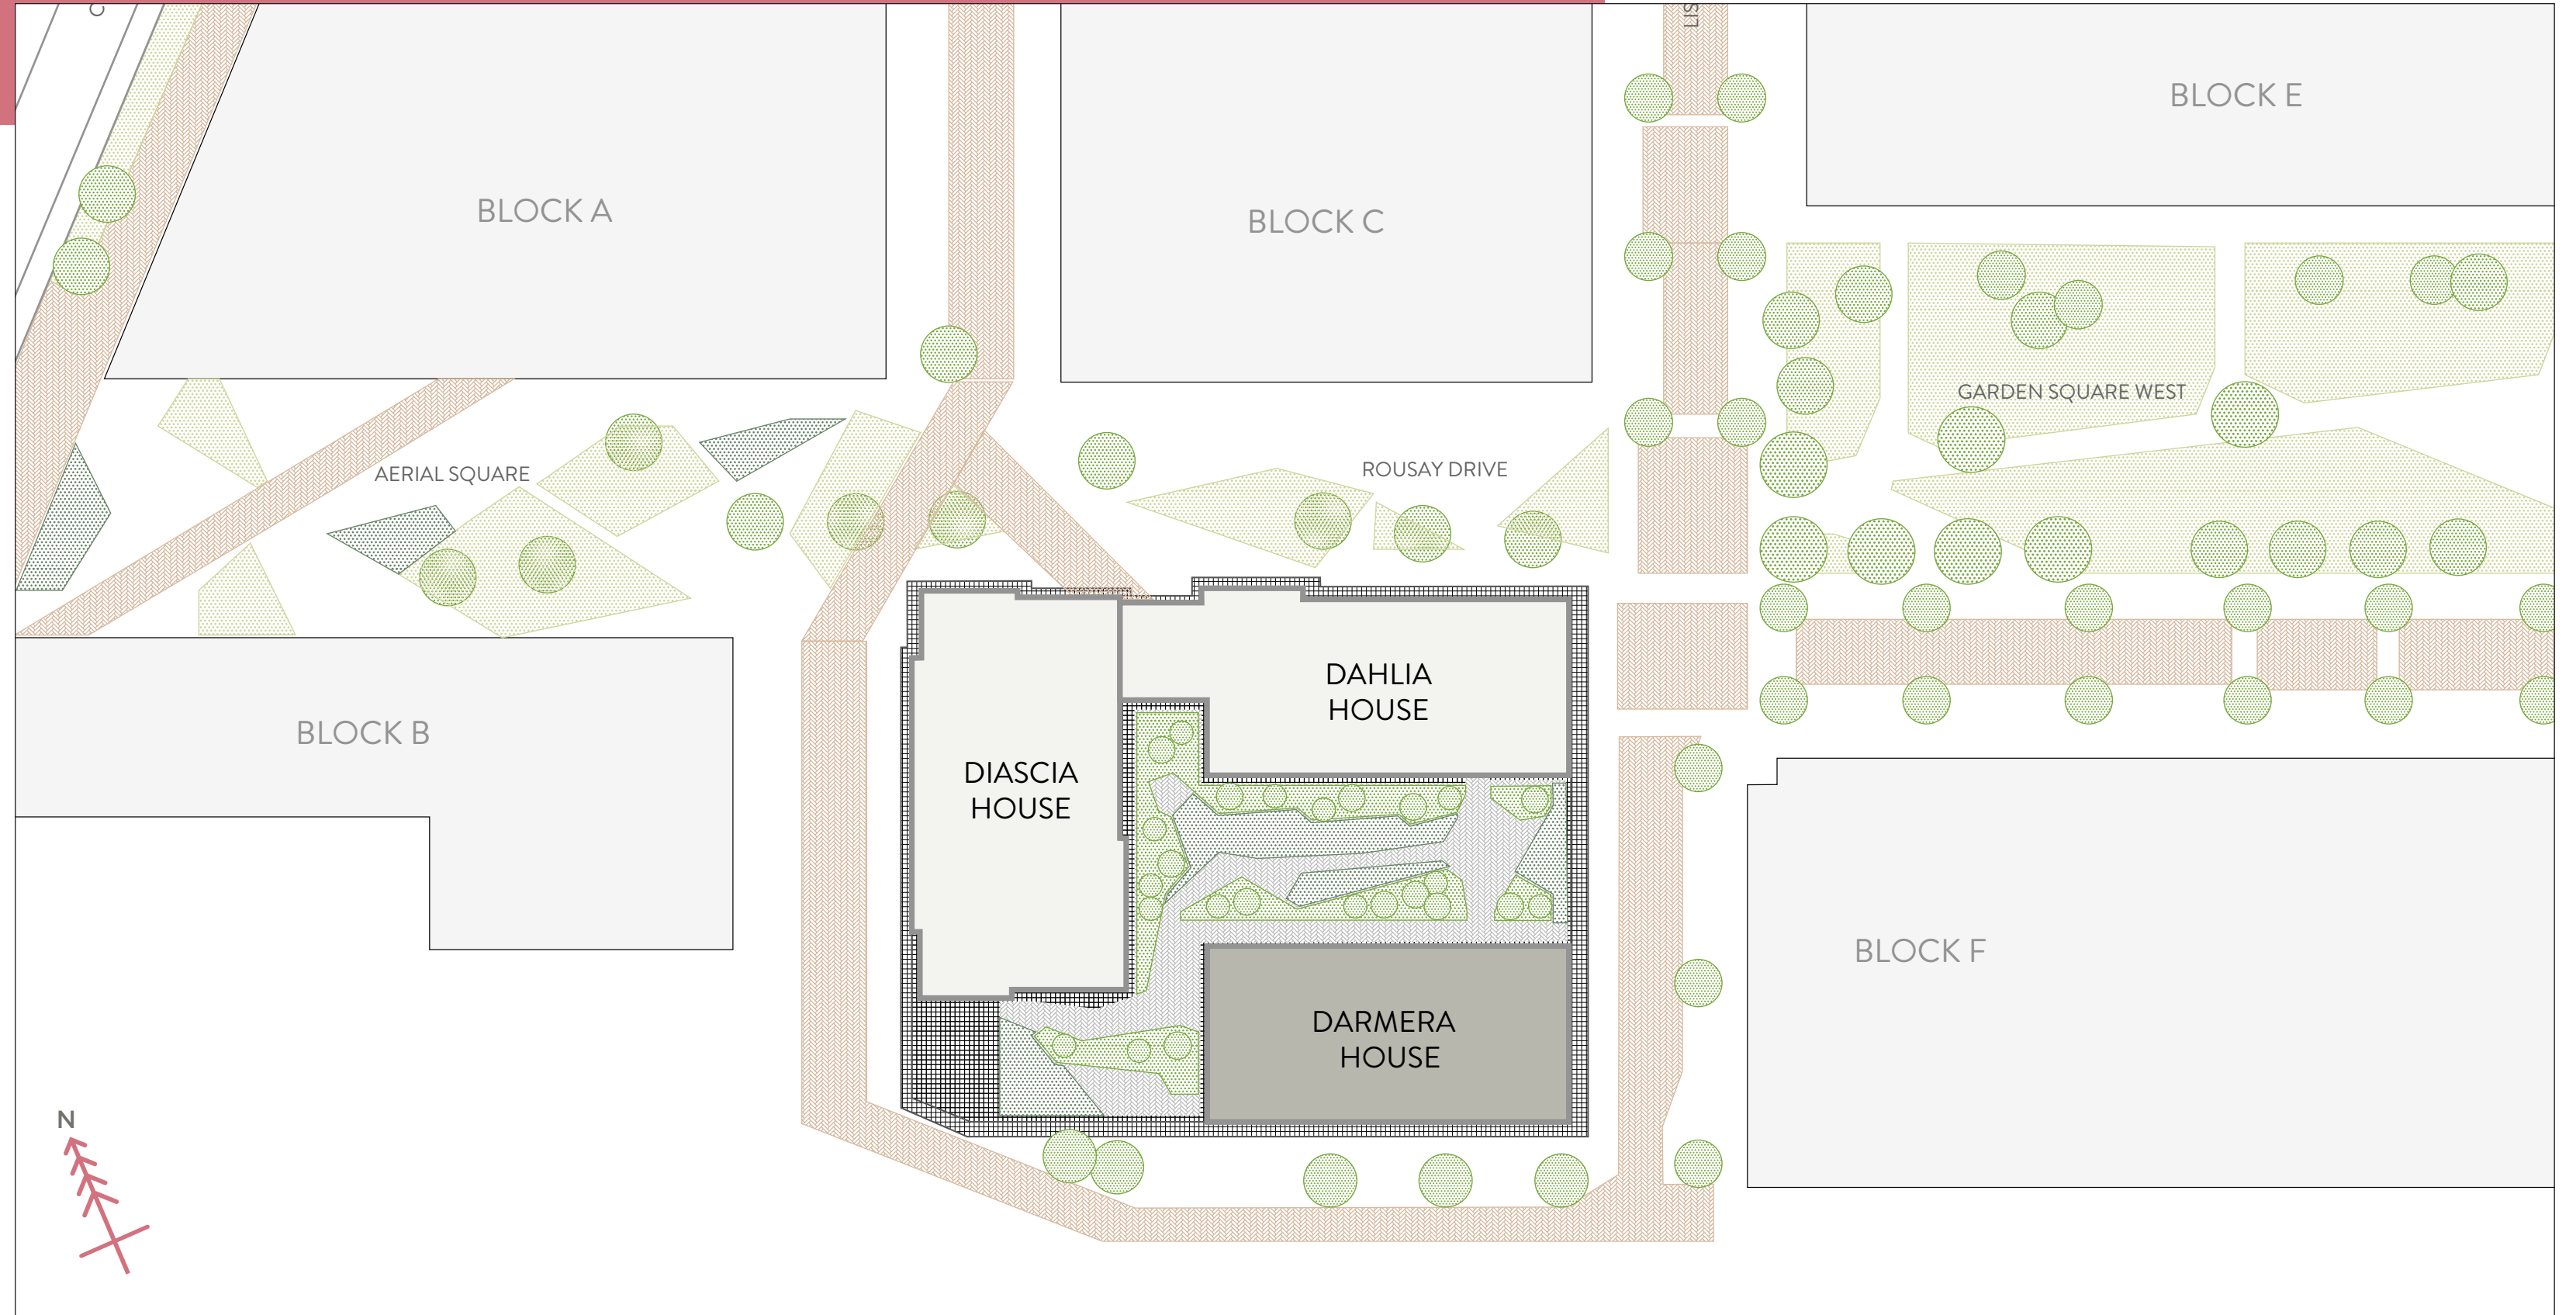 BLOCK A
BLOCK C
BLOCK E
GARDEN SQUARE WEST
AERIAL SQUARE
ROUSAY DRIVE
BLOCK B
DIASCIA
HOUSE
DAHLIA
HOUSE
DARMERA
HOUSE
BLOCK F
N